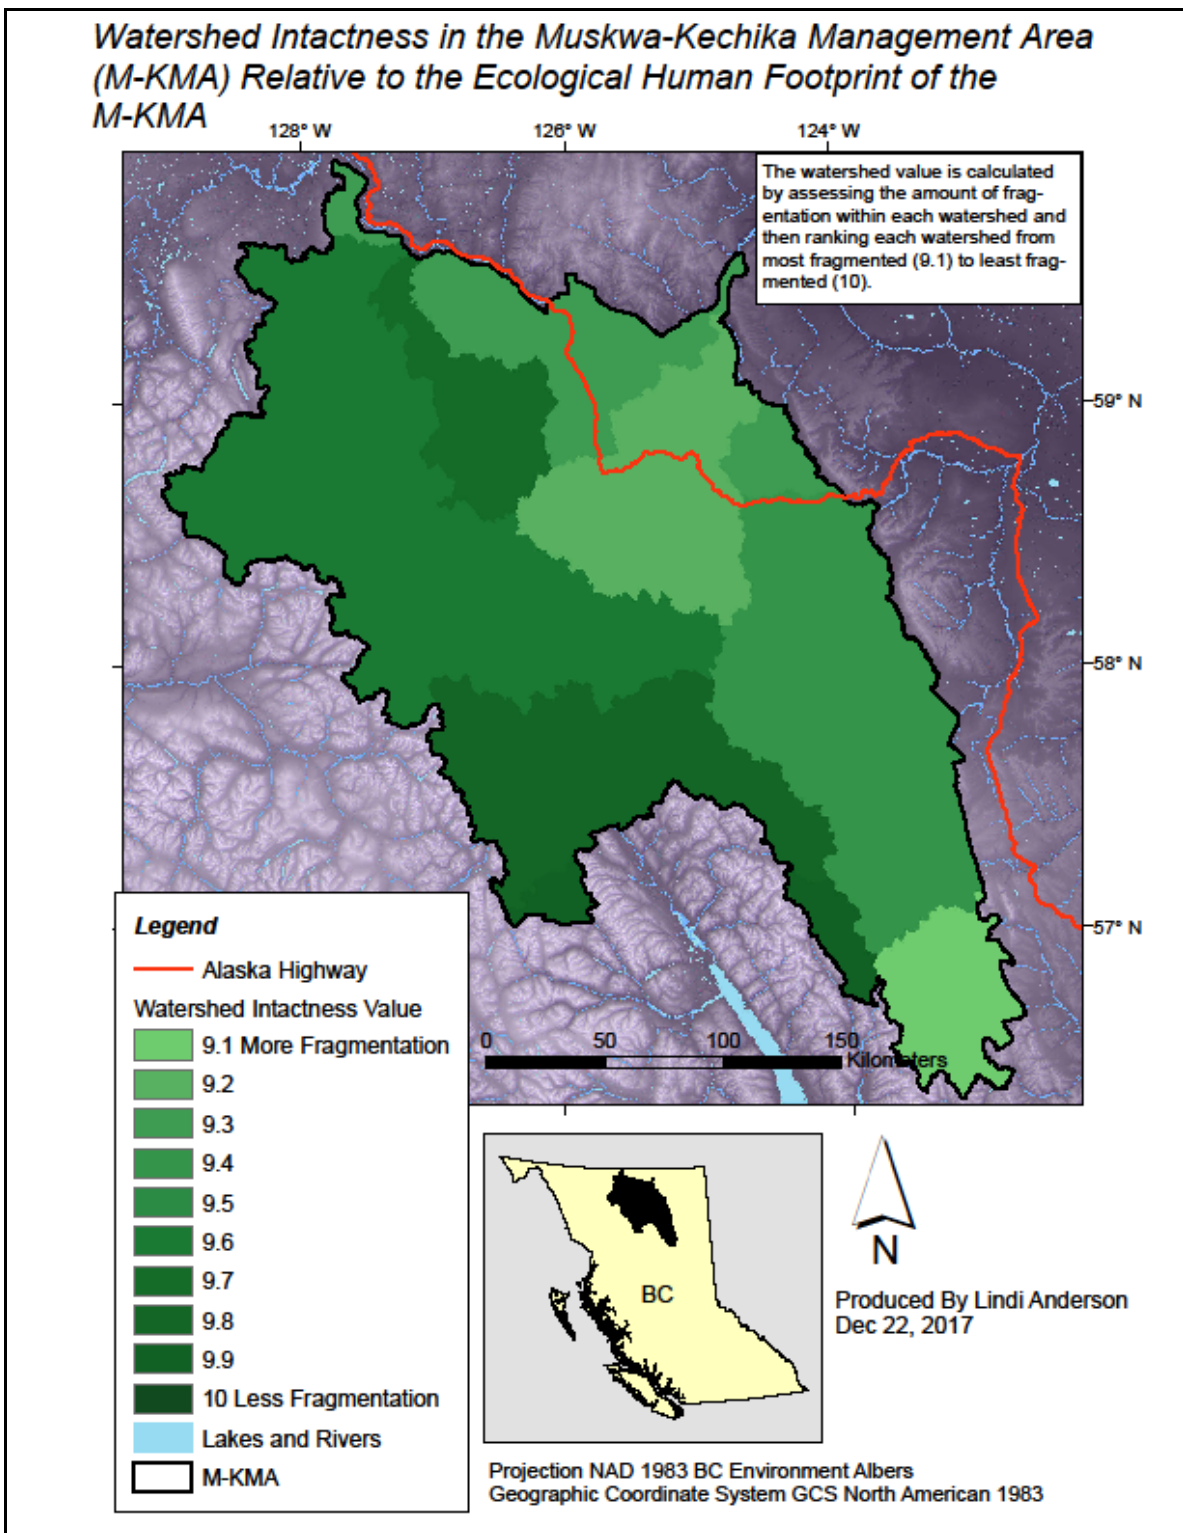 Watershed Intactness in the Muskwa-Kechika Management Area
(M-KMA) Relative to the Ecological Human Footprint of the
M-KMA
128° W
126° W
124° W
The watershed value is calculated
by assessing the amount of frag-
entation within each watershed and
then ranking each watershed from
most fragmented (9.1) to least frag-
mented (10).
59° N
58° N
57° N
Legend
Alaska Highway
Watershed Intactness Value
9.1 More Fragmentation
9.2
9.3
9.4
9.5
9.6
9.7
9.8
9.9
10 Less Fragmentation
Lakes and Rivers
M-KMA
0 50 100 150
Kilometers
BC
N
Produced By Lindi Anderson
Dec 22, 2017
Projection NAD 1983 BC Environment Albers
Geographic Coordinate System GCS North American 1983